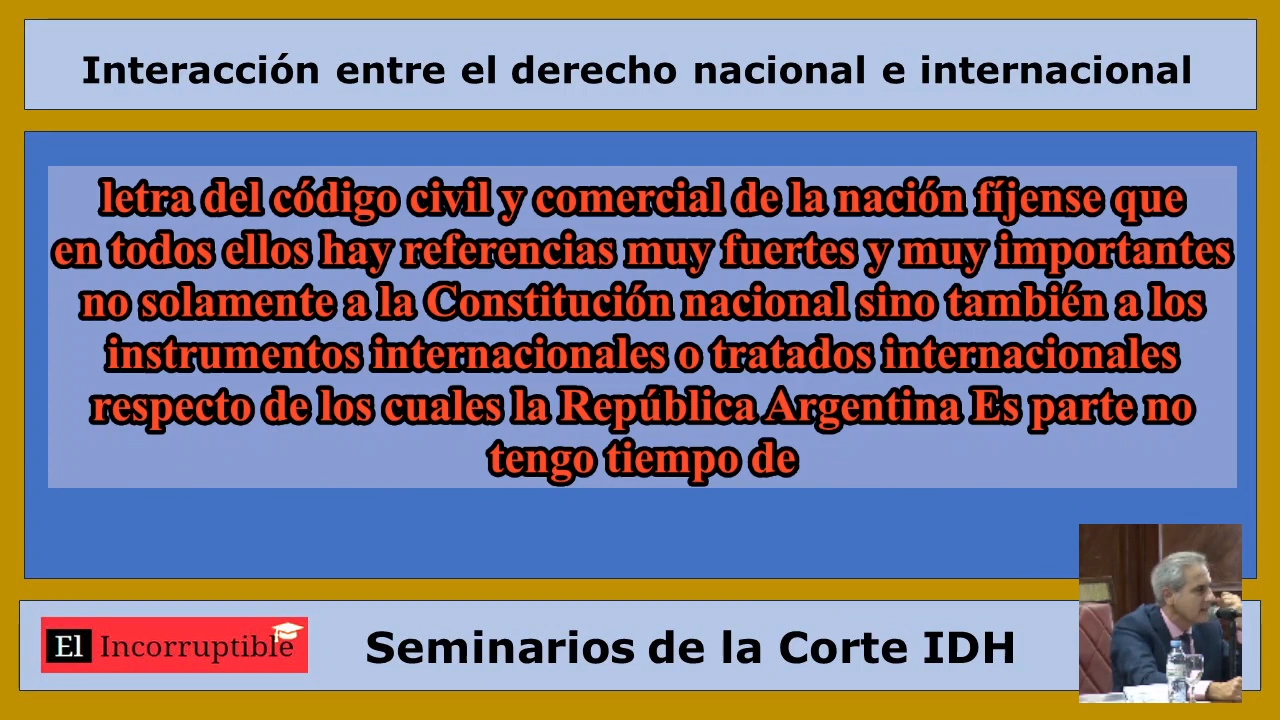 Interacción entre el derecho nacional e internacional
letra del código civil y comercial de la nación fíjense que
en todos ellos hay referencias muy fuertes y muy importantes
no solamente a la Constitución nacional sino también a los
instrumentos internacionales o tratados internacionales
respecto de los cuales la República Argentina Es parte no
tengo tiempo de
El Incorruptible
Seminarios de la Corte IDH